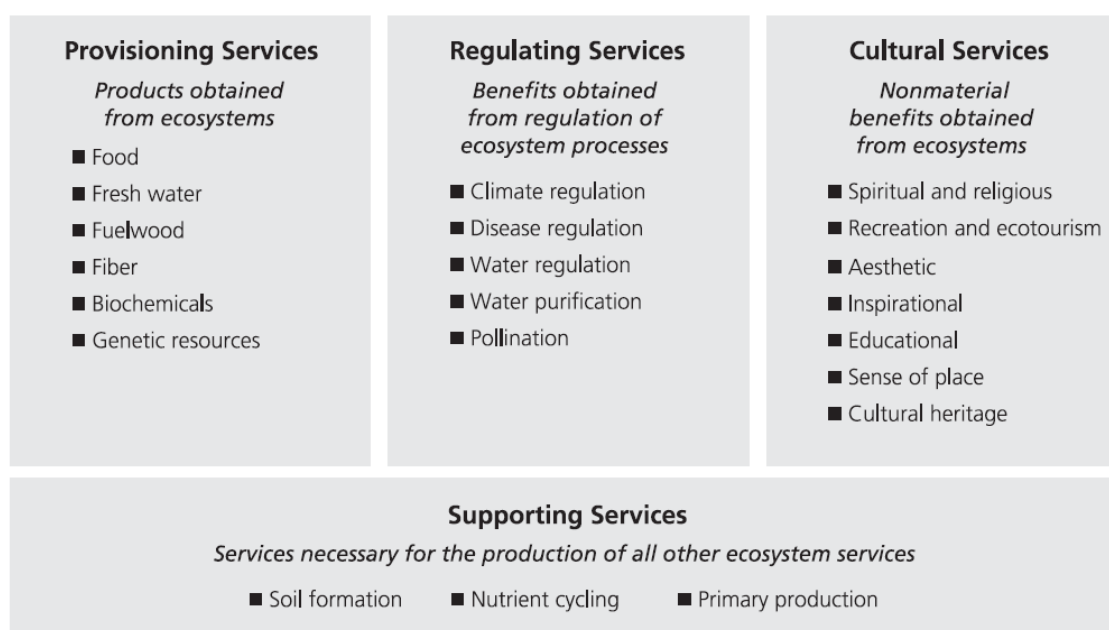 Provisioning Services
Products obtained
from ecosystems
■ Food
■ Fresh water
■ Fuelwood
■ Fiber
■ Biochemicals
■ Genetic resources
Regulating Services
Benefits obtained
from regulation of
ecosystem processes
■ Climate regulation
■ Disease regulation
■ Water regulation
■ Water purification
■ Pollination
Cultural Services
Nonmaterial
benefits obtained
from ecosystems
■ Spiritual and religious
■ Recreation and ecotourism
■ Aesthetic
■ Inspirational
■ Educational
■ Sense of place
■ Cultural heritage
Supporting Services
Services necessary for the production of all other ecosystem services
■ Soil formation ■ Nutrient cycling ■ Primary production